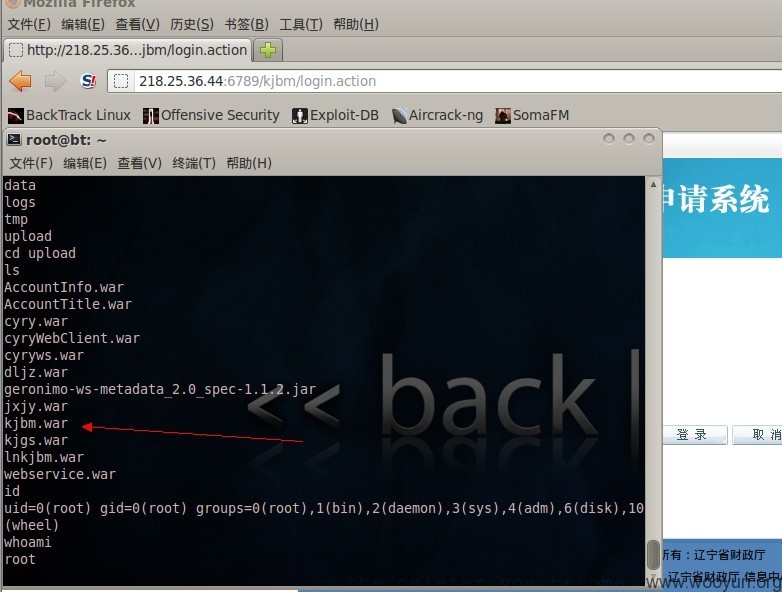 Mozilla Firefox
文件(F) 编辑(E) 查看(V) 历史(S) 书签(B) 工具(T) 帮助(H)
http://218.25.36...jbm/login.action
S! 218.25.36.44:6789/kjbm/login.action
BackTrack Linux Offensive Security Exploit-DB Aircrack-ng SomaFM
root@bt: ~
文件(F) 编辑(E) 查看(V) 终端(T) 帮助(H)
data
logs
tmp
upload
cd upload
ls
AccountInfo.war
AccountTitle.war
cyry.war
cyryWebClient.war
cyryws.war
dljz.war
geronimo-ws-metadata_2.0_spec-1.1.2.jar
jxjy.war
kjbm.war
kjgs.war
lnkjbm.war
webservice.war
id
uid=0(root) gid=0(root) groups=0(root),1(bin),2(daemon),3(sys),4(adm),6(disk),10
(wheel)
whoami
root
<< back |
申请系统
登 录 取 消
所有：辽宁省财政厅
辽宁省财政厅 信息中
www.wooyun.org